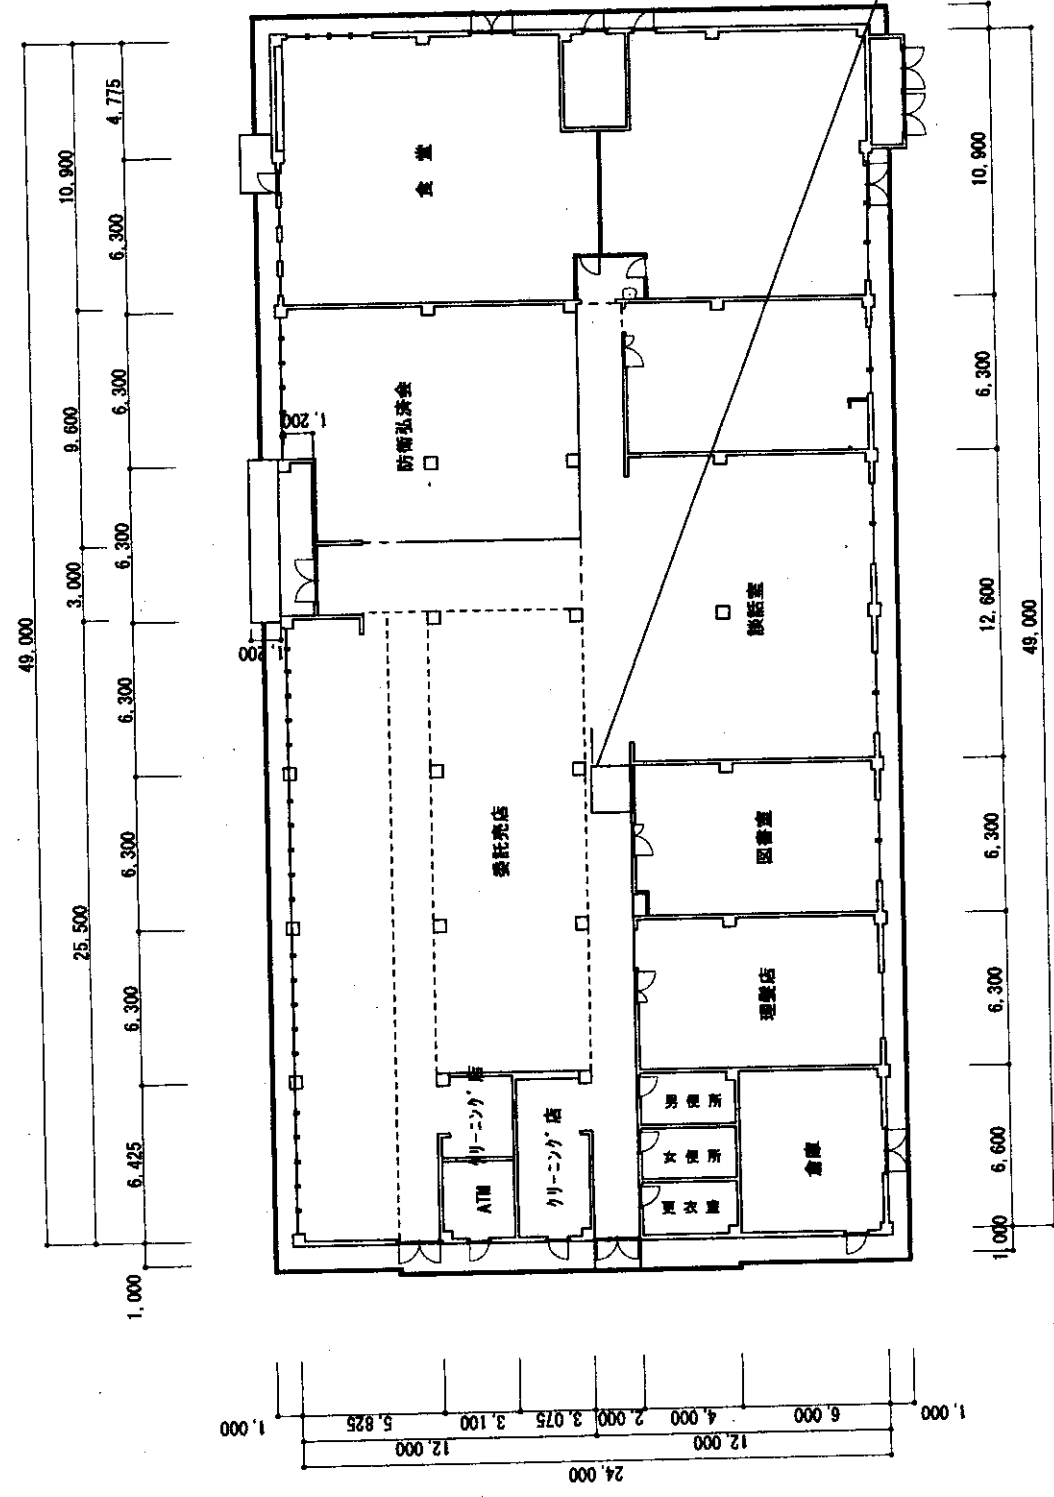 49,000
10,900
9,600
3,000
25,500
4,775
6,300
6,300
6,300
6,300
6,300
6,300
6,425
1,000
1,200
1,200
食堂
防衛弘済会
委託売店
談話室
図書室
理髪店
クリーニング店
クリーニング店
ATM
男便所
女便所
更衣室
倉庫
10,900
6,300
12,600
6,300
6,300
6,600
1,000
49,000
1,000
5,825
3,100
3,075
2,000
4,000
6,000
1,000
12,000
12,000
24,000